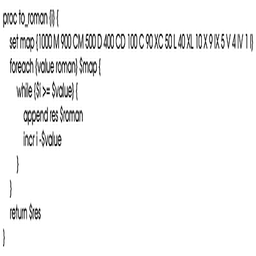 proc to_roman {i} {
set map {1000 M 900 CM 500 D 400 CD 100 C 90 XC 50 L 40 XL 10 X 9 IX 5 V 4 IV 1 I}
foreach {value roman} $map {
while {$i >= $value} {
append res $roman
incr i -$value
}
}
return $res
}